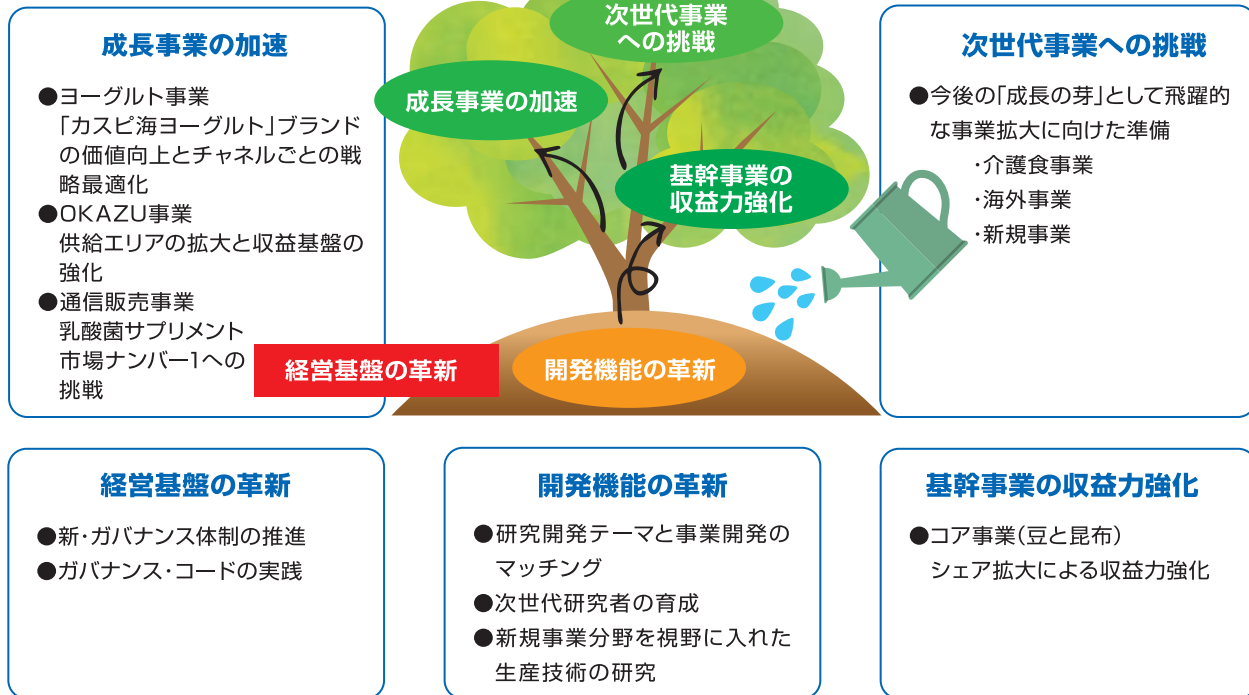 成長事業の加速
●ヨーグルト事業
「カスピ海ヨーグルト」ブランド
の価値向上とチャネルごとの戦
略最適化
●OKAZU事業
供給エリアの拡大と収益基盤の
強化
●通信販売事業
乳酸菌サプリメント
市場ナンバー1への
挑戦
次世代事業
への挑戦
成長事業の加速
基幹事業の
収益力強化
経営基盤の革新
開発機能の革新
次世代事業への挑戦
●今後の「成長の芽」として飛躍的
な事業拡大に向けた準備
・介護食事業
・海外事業
・新規事業
経営基盤の革新
●新・ガバナンス体制の推進
●ガバナンス・コードの実践
開発機能の革新
●研究開発テーマと事業開発の
マッチング
●次世代研究者の育成
●新規事業分野を視野に入れた
生産技術の研究
基幹事業の収益力強化
●コア事業(豆と昆布)
シェア拡大による収益力強化